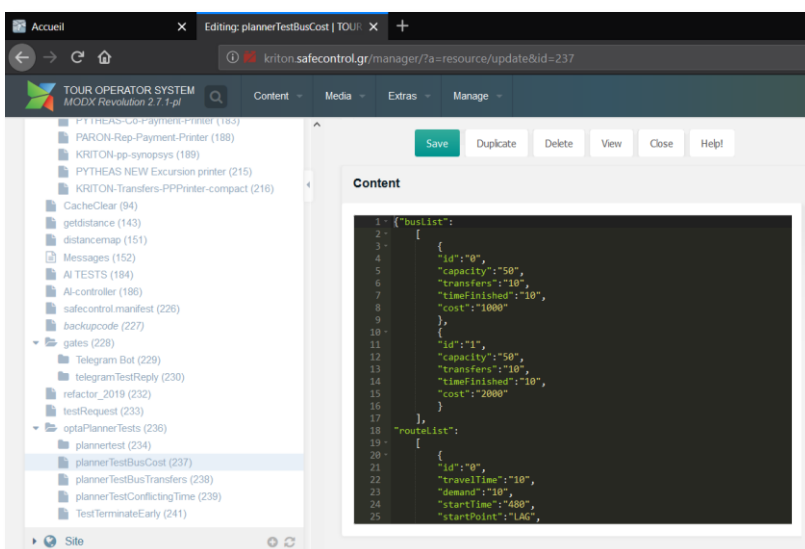 Accueil
Editing: plannerTestBusCost | TOUR
kriton.safecontrol.gr/manager/?a=resource/update&id=237
TOUR OPERATOR SYSTEM
MODX Revolution 2.7.1-pl
Content
Media
Extras
Manage
PYTHEAS-Co-Payment-Printer (183)
PARON-Rep-Payment-Printer (188)
KRITON-pp-synopsys (189)
PYTHEAS NEW Excursion printer (215)
KRITON-Transfers-PPPrinter-compact (216)
CacheClear (94)
getdistance (143)
distancemap (151)
Messages (152)
AI TESTS (184)
AI-controller (186)
safecontrol.manifest (226)
backupcode (227)
gates (228)
Telegram Bot (229)
telegramTestReply (230)
refactor_2019 (232)
testRequest (233)
optaPlannerTests (236)
plannertest (234)
plannerTestBusCost (237)
plannerTestBusTransfers (238)
plannerTestConflictingTime (239)
TestTerminateEarly (241)
Site
Save
Duplicate
Delete
View
Close
Help!
Content
1 {"busList":
2 [
3 {
4 "id":"0",
5 "capacity":"50",
6 "transfers":"10",
7 "timeFinished":"10",
8 "cost":"1000"
9 },
10 {
11 "id":"1",
12 "capacity":"50",
13 "transfers":"10",
14 "timeFinished":"10",
15 "cost":"2000"
16 }
17 ],
18 "routeList":
19 [
20 {
21 "id":"0",
22 "travelTime":"10",
23 "demand":"10",
24 "startTime":"480",
25 "startPoint":"LAG",